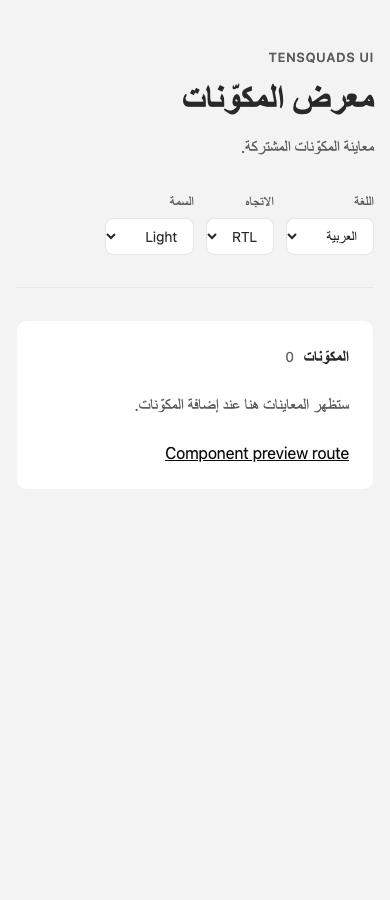 TENSQUADS UI
معرض المكوّنات
معاينة المكوّنات المشتركة.
اللغة الاتجاه السمة
العربية RTL Light
المكوّنات 0
ستظهر المعاينات هنا عند إضافة المكوّنات.
Component preview route